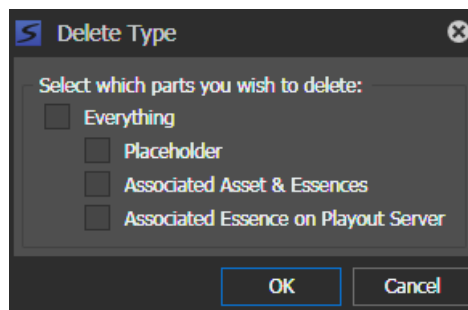 Delete Type
Select which parts you wish to delete:
Everything
Placeholder
Associated Asset & Essences
Associated Essence on Playout Server
OK
Cancel